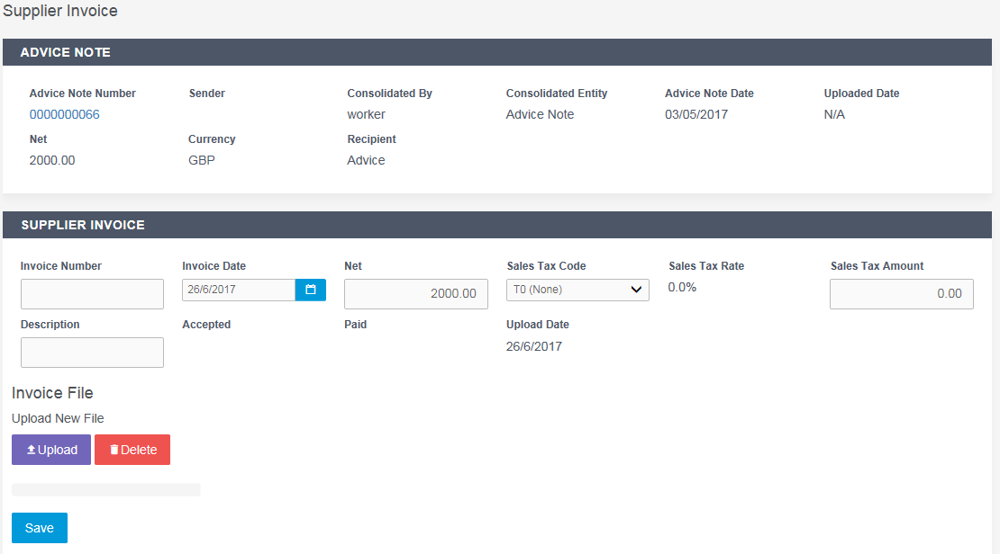 Supplier Invoice
ADVICE NOTE
Advice Note Number Sender Consolidated By Consolidated Entity Advice Note Date Uploaded Date
0000000066 worker Advice Note 03/05/2017 N/A
Net Currency Recipient
2000.00 GBP Advice
SUPPLIER INVOICE
Invoice Number Invoice Date Net Sales Tax Code Sales Tax Rate Sales Tax Amount
26/6/2017 2000.00 T0 (None) 0.0% 0.00
Description Accepted Paid Upload Date
26/6/2017
Invoice File
Upload New File
Upload Delete
Save